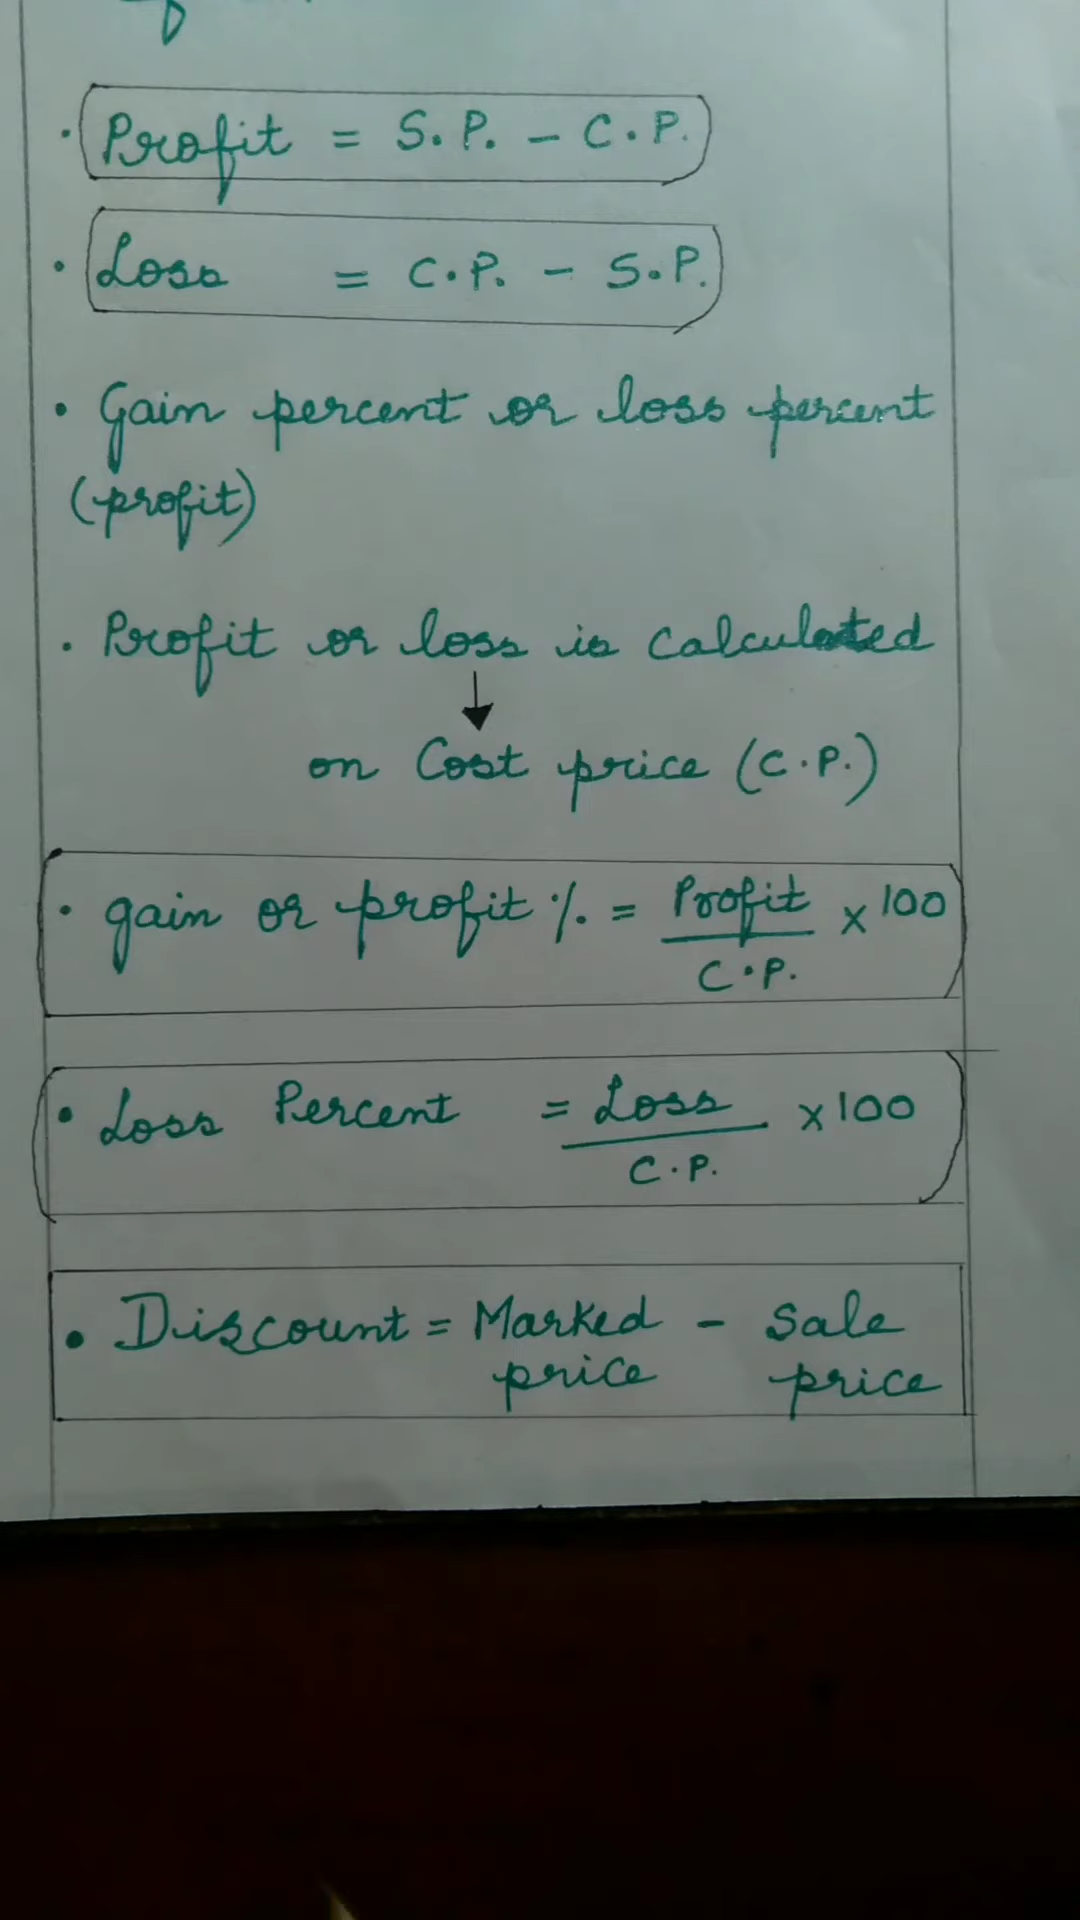 • Profit = S.P. - C.P.
• Loss = C.P. - S.P.
• Gain percent or loss percent
(profit)
• Profit or loss is calculated
on Cost price (C.P.)
• gain or profit % = Profit / C.P. × 100
• Loss Percent = Loss / C.P. × 100
• Discount = Marked price - Sale price